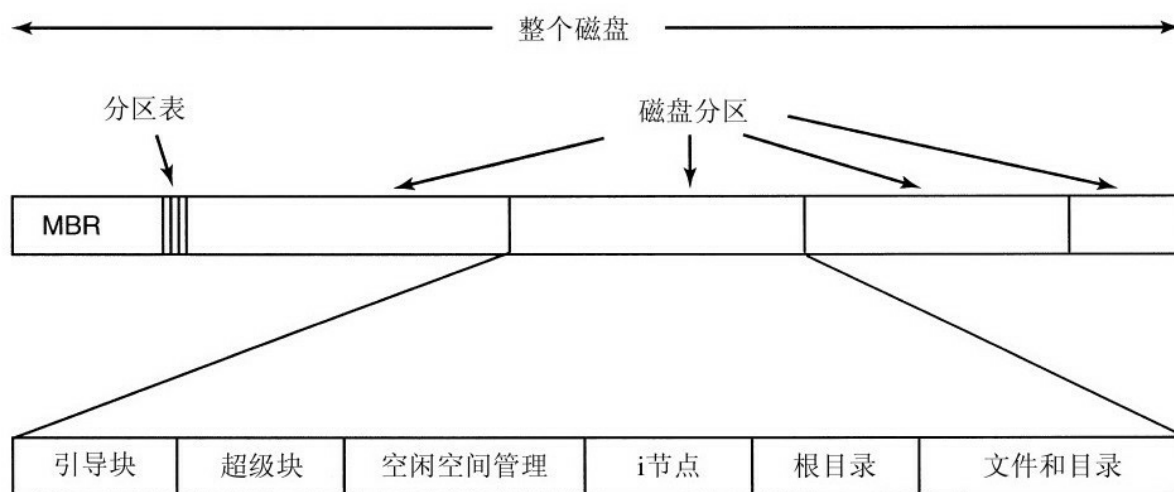 整个磁盘
分区表
磁盘分区
MBR
引导块
超级块
空闲空间管理
i节点
根目录
文件和目录